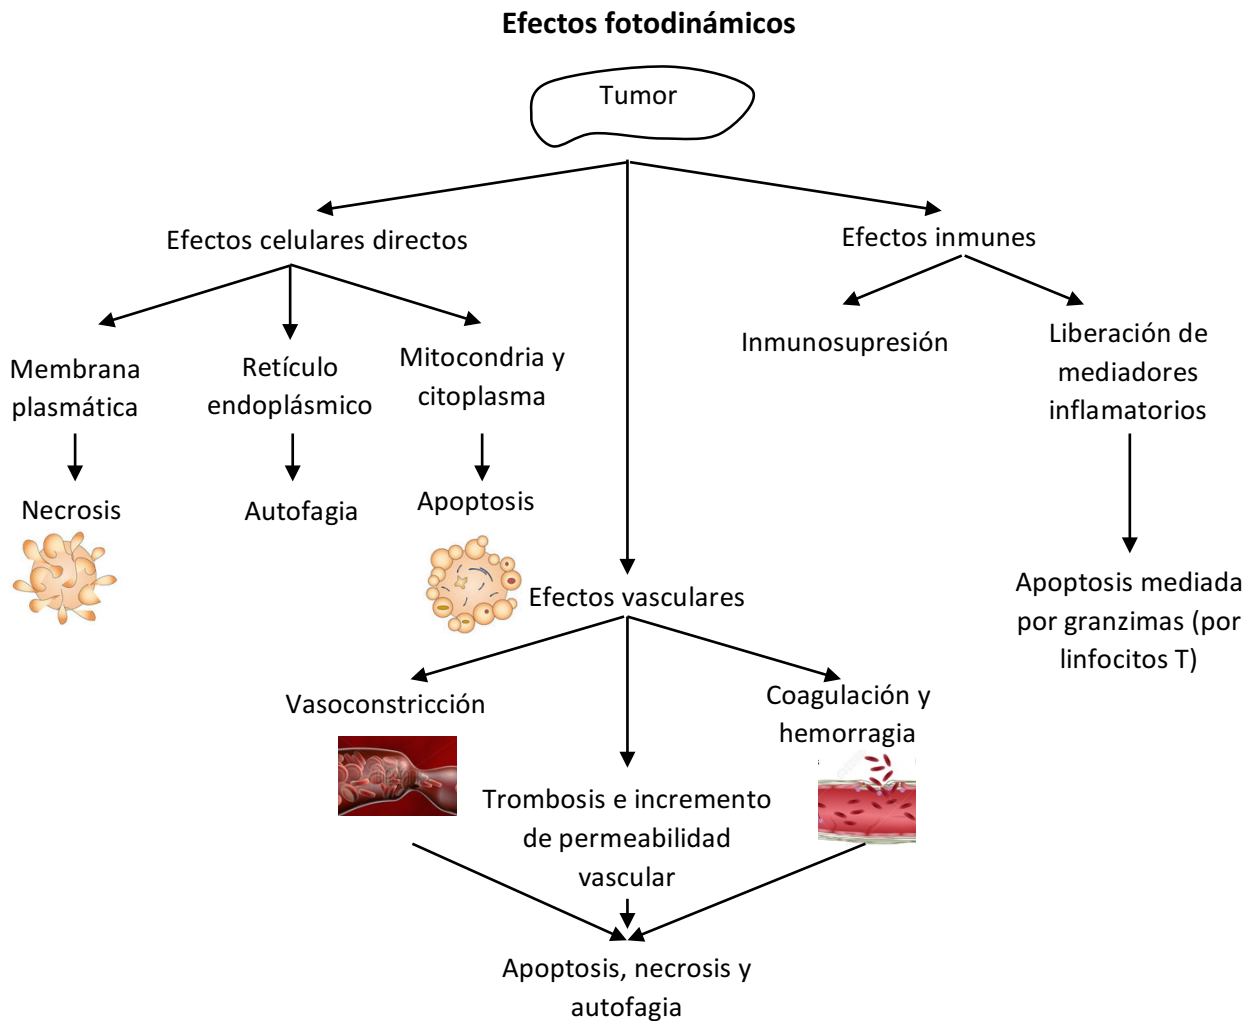 Efectos fotodinámicos
Tumor
Efectos celulares directos
Efectos inmunes
Membrana
plasmática
Retículo
endoplásmico
Mitocondria y
citoplasma
Inmunosupresión
Liberación de
mediadores
inflamatorios
Necrosis
Autofagia
Apoptosis
Apoptosis mediada
por granzimas (por
linfocitos T)
Efectos vasculares
Vasoconstricción
Coagulación y
hemorragia
Trombosis e incremento
de permeabilidad
vascular
Apoptosis, necrosis y
autofagia